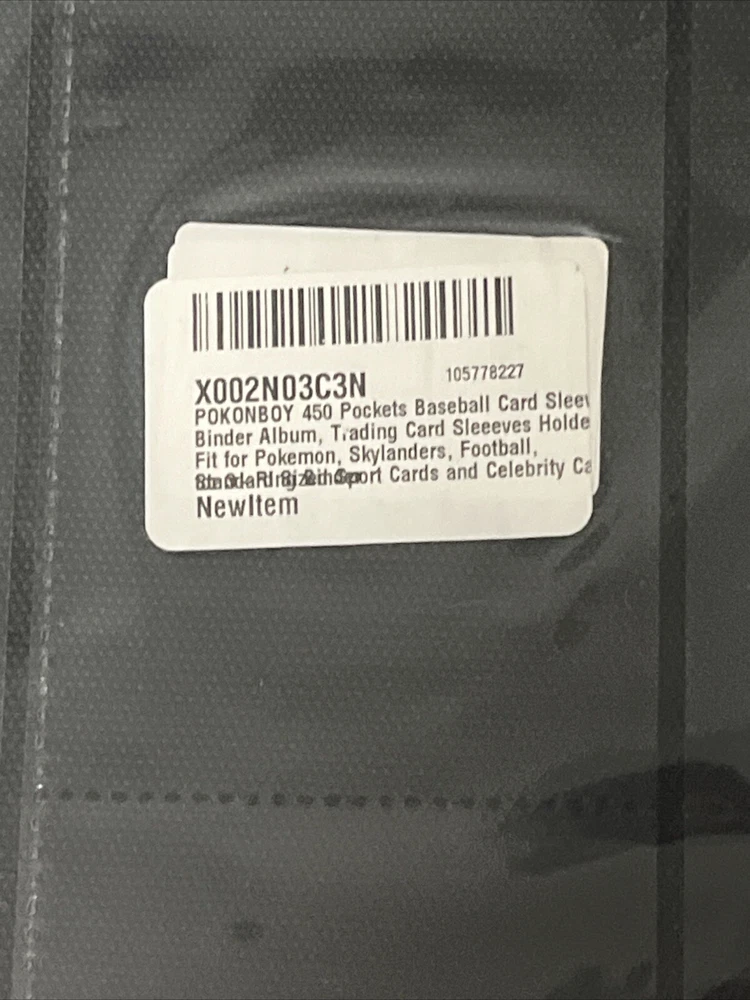 X002N03C3N
105778227
POKONBOY 450 Pockets Baseball Card Sleev
Binder Album, Trading Card Sleeeves Holde
Fit for Pokemon, Skylanders, Football,
Sport Cards and Celebrity Ca
NewItem